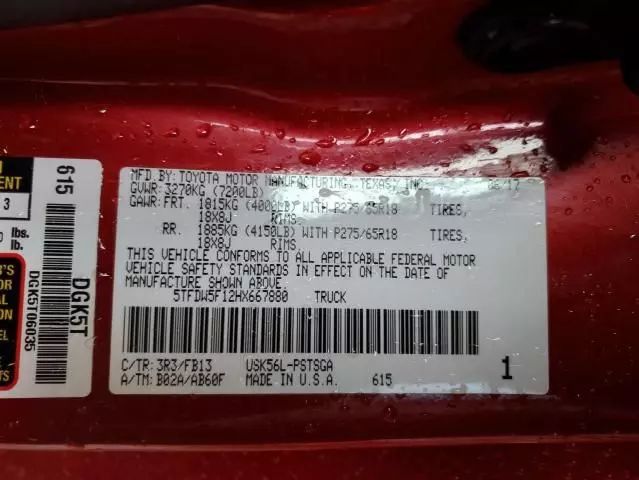 MFD.BY:TOYOTA MOTOR MANUFACTURING, TEXAS, INC. 06/17
GVWR: 3270KG (7200LB)
GAWR: FRT. 1815KG (4000LB) WITH P275/65R18 TIRES,
18X8J RIMS
RR. 1885KG (4150LB) WITH P275/65R18 TIRES,
18X8J RIMS
THIS VEHICLE CONFORMS TO ALL APPLICABLE FEDERAL MOTOR
VEHICLE SAFETY STANDARDS IN EFFECT ON THE DATE OF
MANUFACTURE SHOWN ABOVE.
5TFDW5F12HX667880 TRUCK
C/TR: 3R3/FB13 USK56L-PSTSGA
A/TM: B02A/AB60F MADE IN U.S.A. 615
1
615
DGK5T
DGK5T06035
3
lbs.
lb.